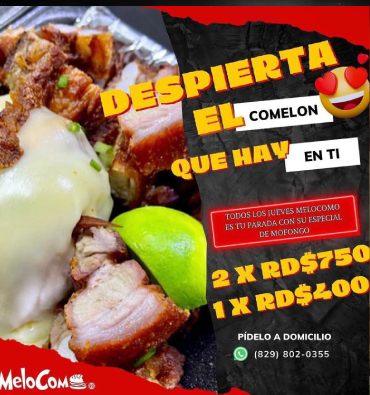 DESPIERTA
EL COMELON
QUE HAY EN TI
TODOS LOS JUEVES MELOCOMO
ES TU PARADA CON SU ESPECIAL
DE MOFONGO
2 X RD$750
1 X RD$400
PÍDELO A DOMICILIO
(829) 802-0355
MeloCom